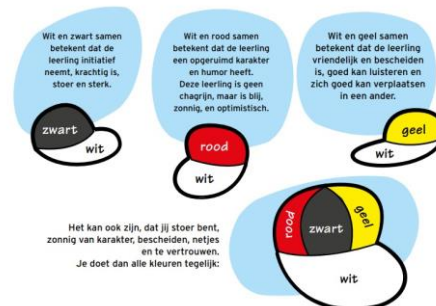 Wit en zwart samen
betekent dat de
leerling initiatief
neemt, krachtig is,
stoer en sterk.
zwart
wit
Wit en rood samen
betekent dat de leerling
een opgeruimd karakter
en humor heeft.
Deze leerling is geen
chagrijn, maar is blij,
zonnig, en optimistisch.
rood
wit
Wit en geel samen
betekent dat de leerling
vriendelijk en bescheiden
is, goed kan luisteren en
zich goed kan verplaatsen
in een ander.
geel
wit
Het kan ook zijn, dat jij stoer bent,
zonnig van karakter, bescheiden, netjes
en te vertrouwen.
Je doet dan alle kleuren tegelijk:
rood
zwart
geel
wit